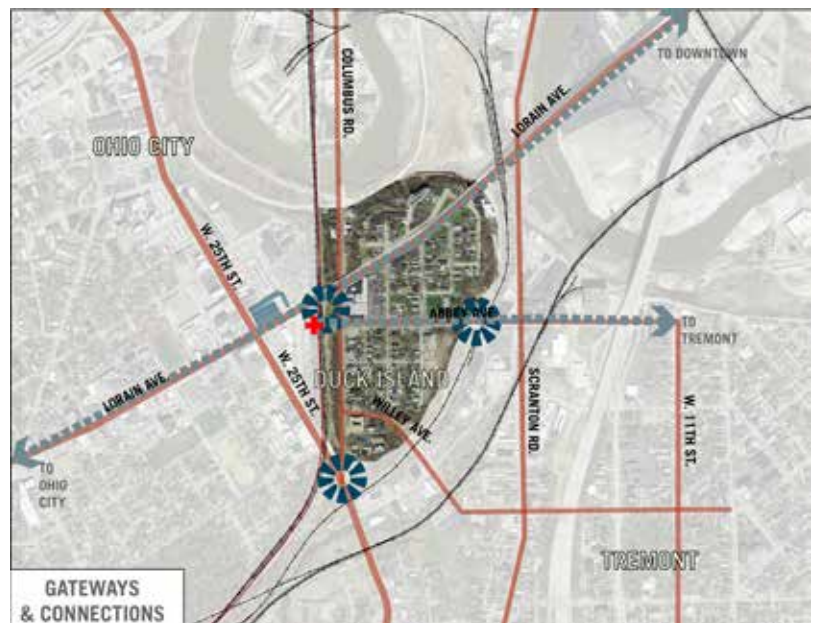 COLUMBUS RD.
TO DOWNTOWN
LORAIN AVE.
OHIO CITY
W. 25TH ST.
ABBEY AVE.
TO
TREMONT
W. 25TH ST.
DUCK ISLAND
LORAIN AVE.
WILLEY AVE.
SCRANTON RD.
W. 11TH ST.
TO
OHIO
CITY
TREMONT
GATEWAYS
& CONNECTIONS